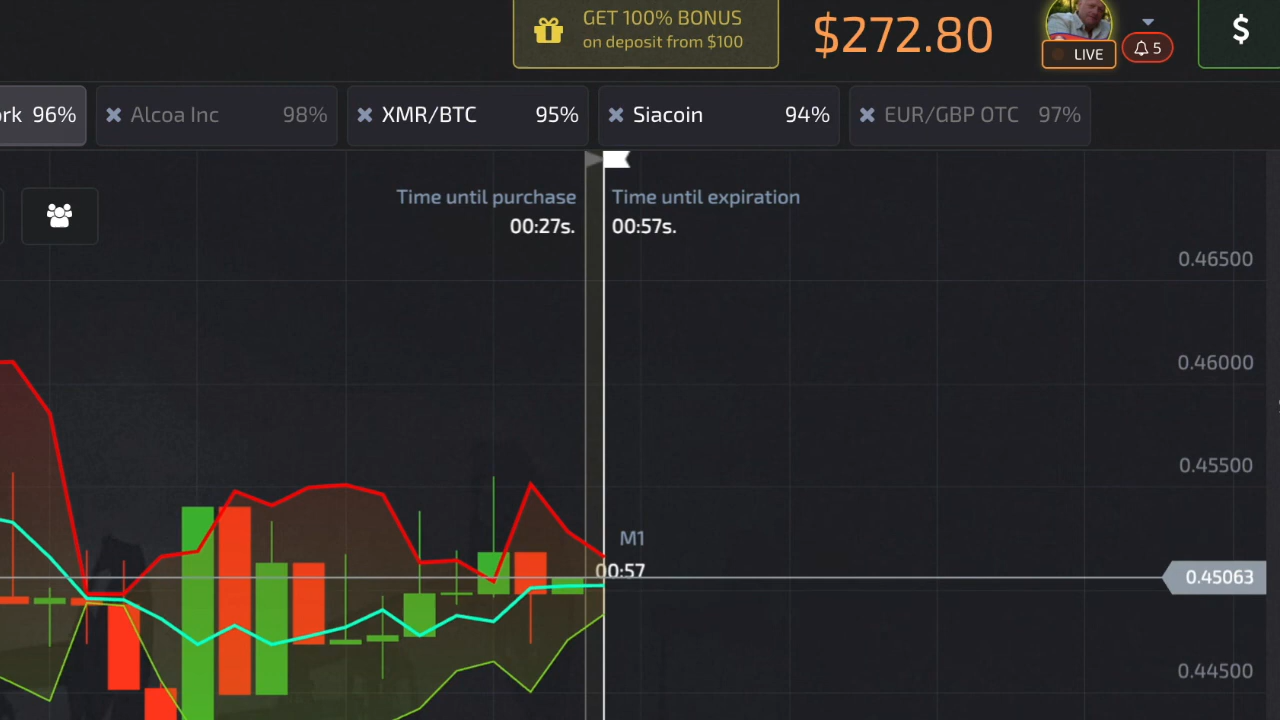 GET 100% BONUS
on deposit from $100
$272.80
LIVE
5
$
rk 96%
Alcoa Inc 98%
XMR/BTC 95%
Siacoin 94%
EUR/GBP OTC 97%
Time until purchase
00:27s.
Time until expiration
00:57s.
0.46500
0.46000
0.45500
M1
00:57
0.45063
0.44500